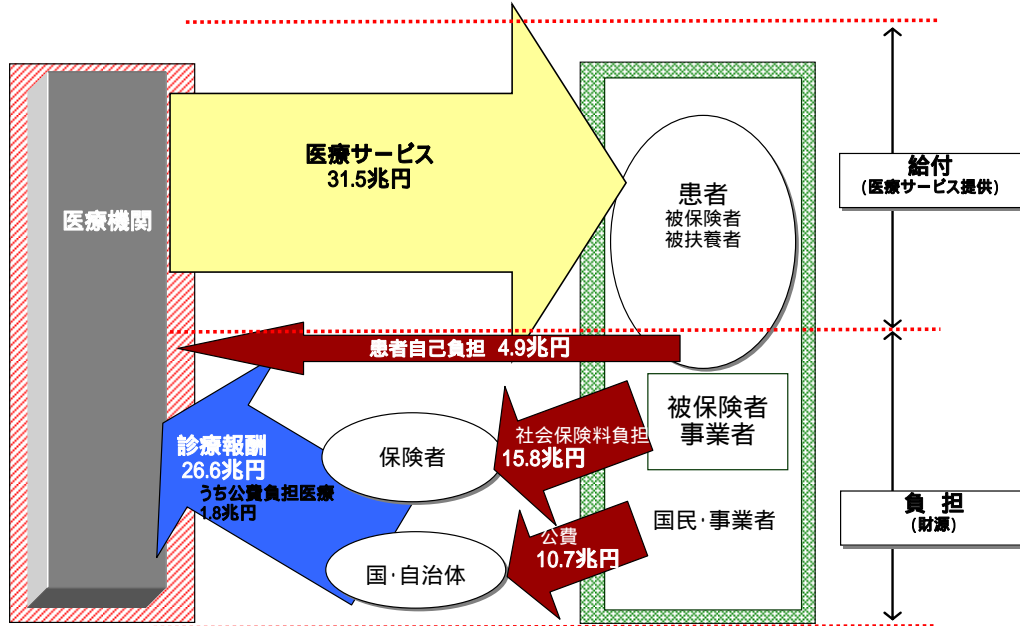 医療サービス
31.5兆円
医療機関
患者
被保険者
被扶養者
給付
(医療サービス提供)
患者自己負担 4.9兆円
被保険者
事業者
社会保険料負担
15.8兆円
保険者
診療報酬
26.6兆円
うち公費負担医療
1.8兆円
国民・事業者
公費
10.7兆円
国・自治体
負 担
(財源)